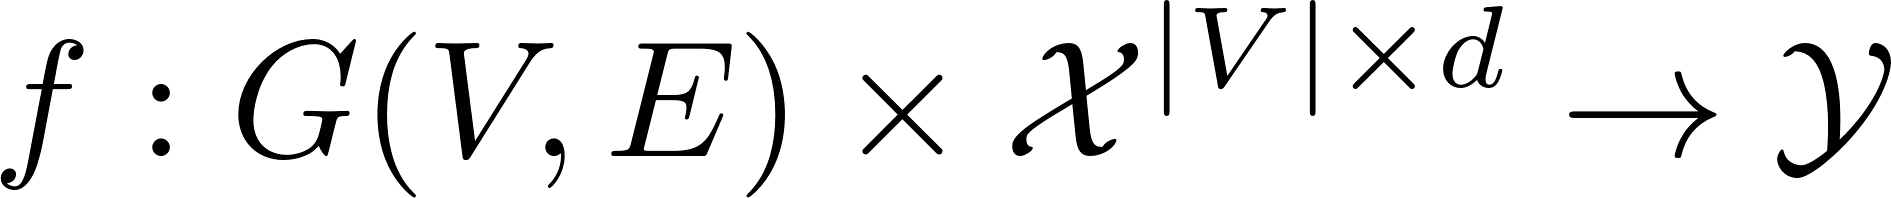 f : G(V, E) × 𝒳^{|V|×d} → 𝒴